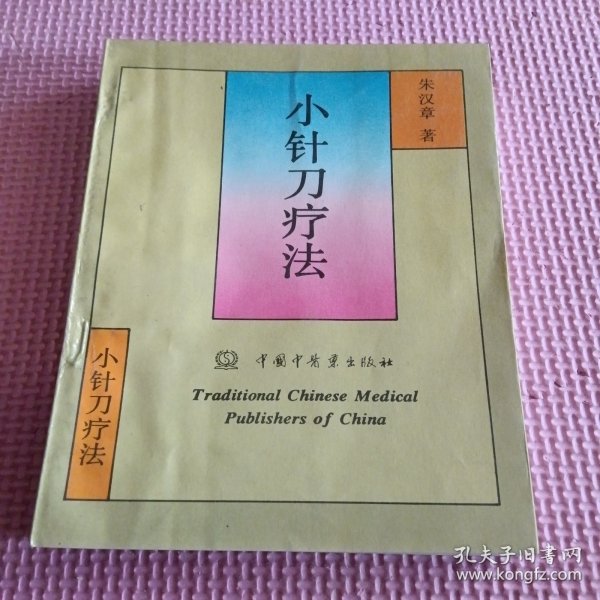 朱汉章 著
小针刀疗法
中国中医药出版社
Traditional Chinese Medical
Publishers of China
小针刀疗法
孔夫子旧书网
www.kongfz.com